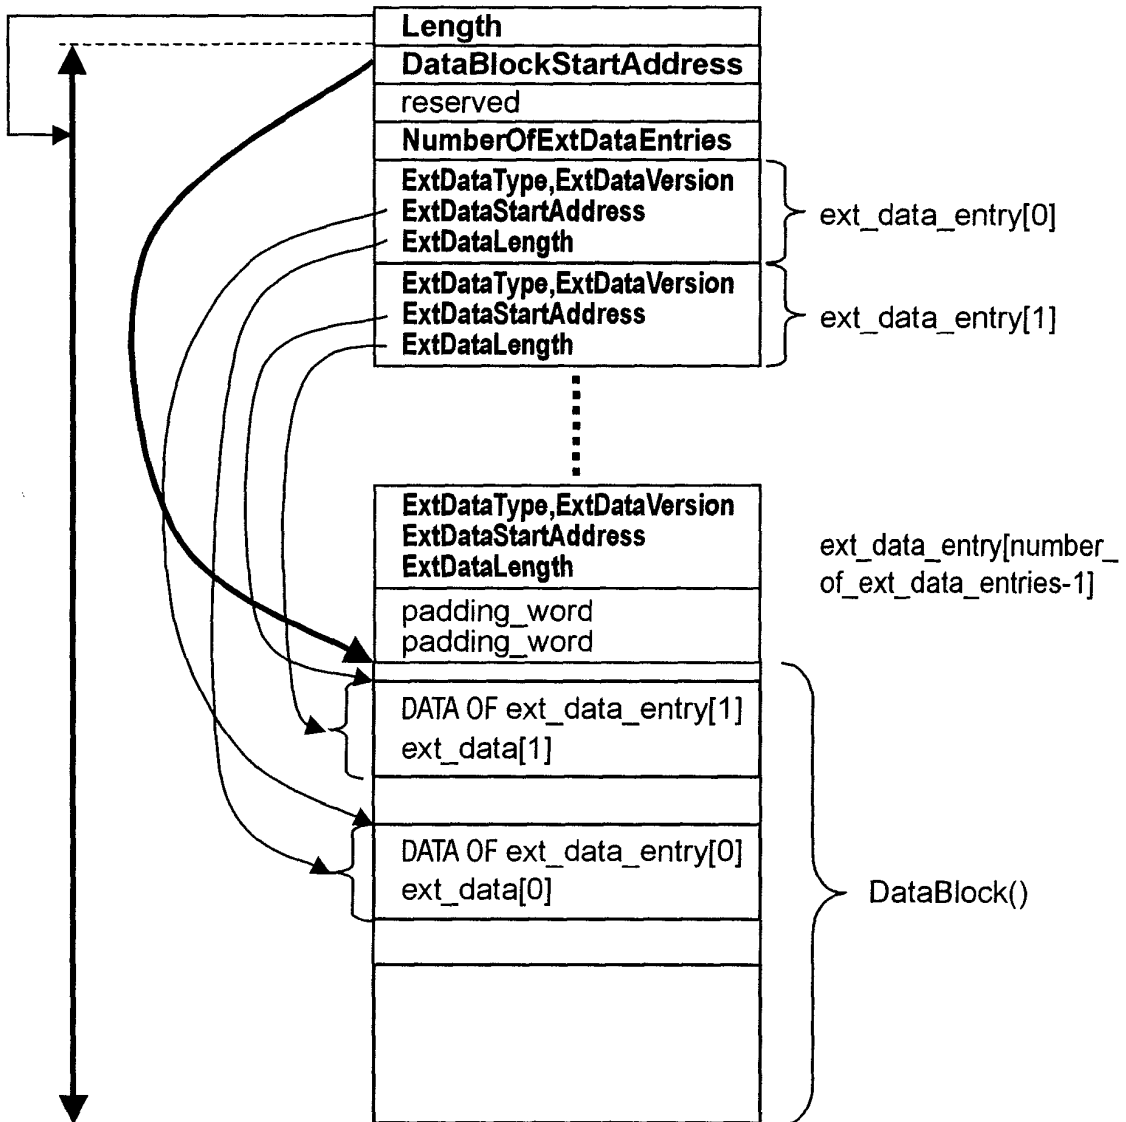 Length
DataBlockStartAddress
reserved
NumberOfExtDataEntries
ExtDataType,ExtDataVersion
ExtDataStartAddress
ExtDataLength
ext_data_entry[0]
ExtDataType,ExtDataVersion
ExtDataStartAddress
ExtDataLength
ext_data_entry[1]
ExtDataType,ExtDataVersion
ExtDataStartAddress
ExtDataLength
ext_data_entry[number_
of_ext_data_entries-1]
padding_word
padding_word
DATA OF ext_data_entry[1]
ext_data[1]
DATA OF ext_data_entry[0]
ext_data[0]
DataBlock()